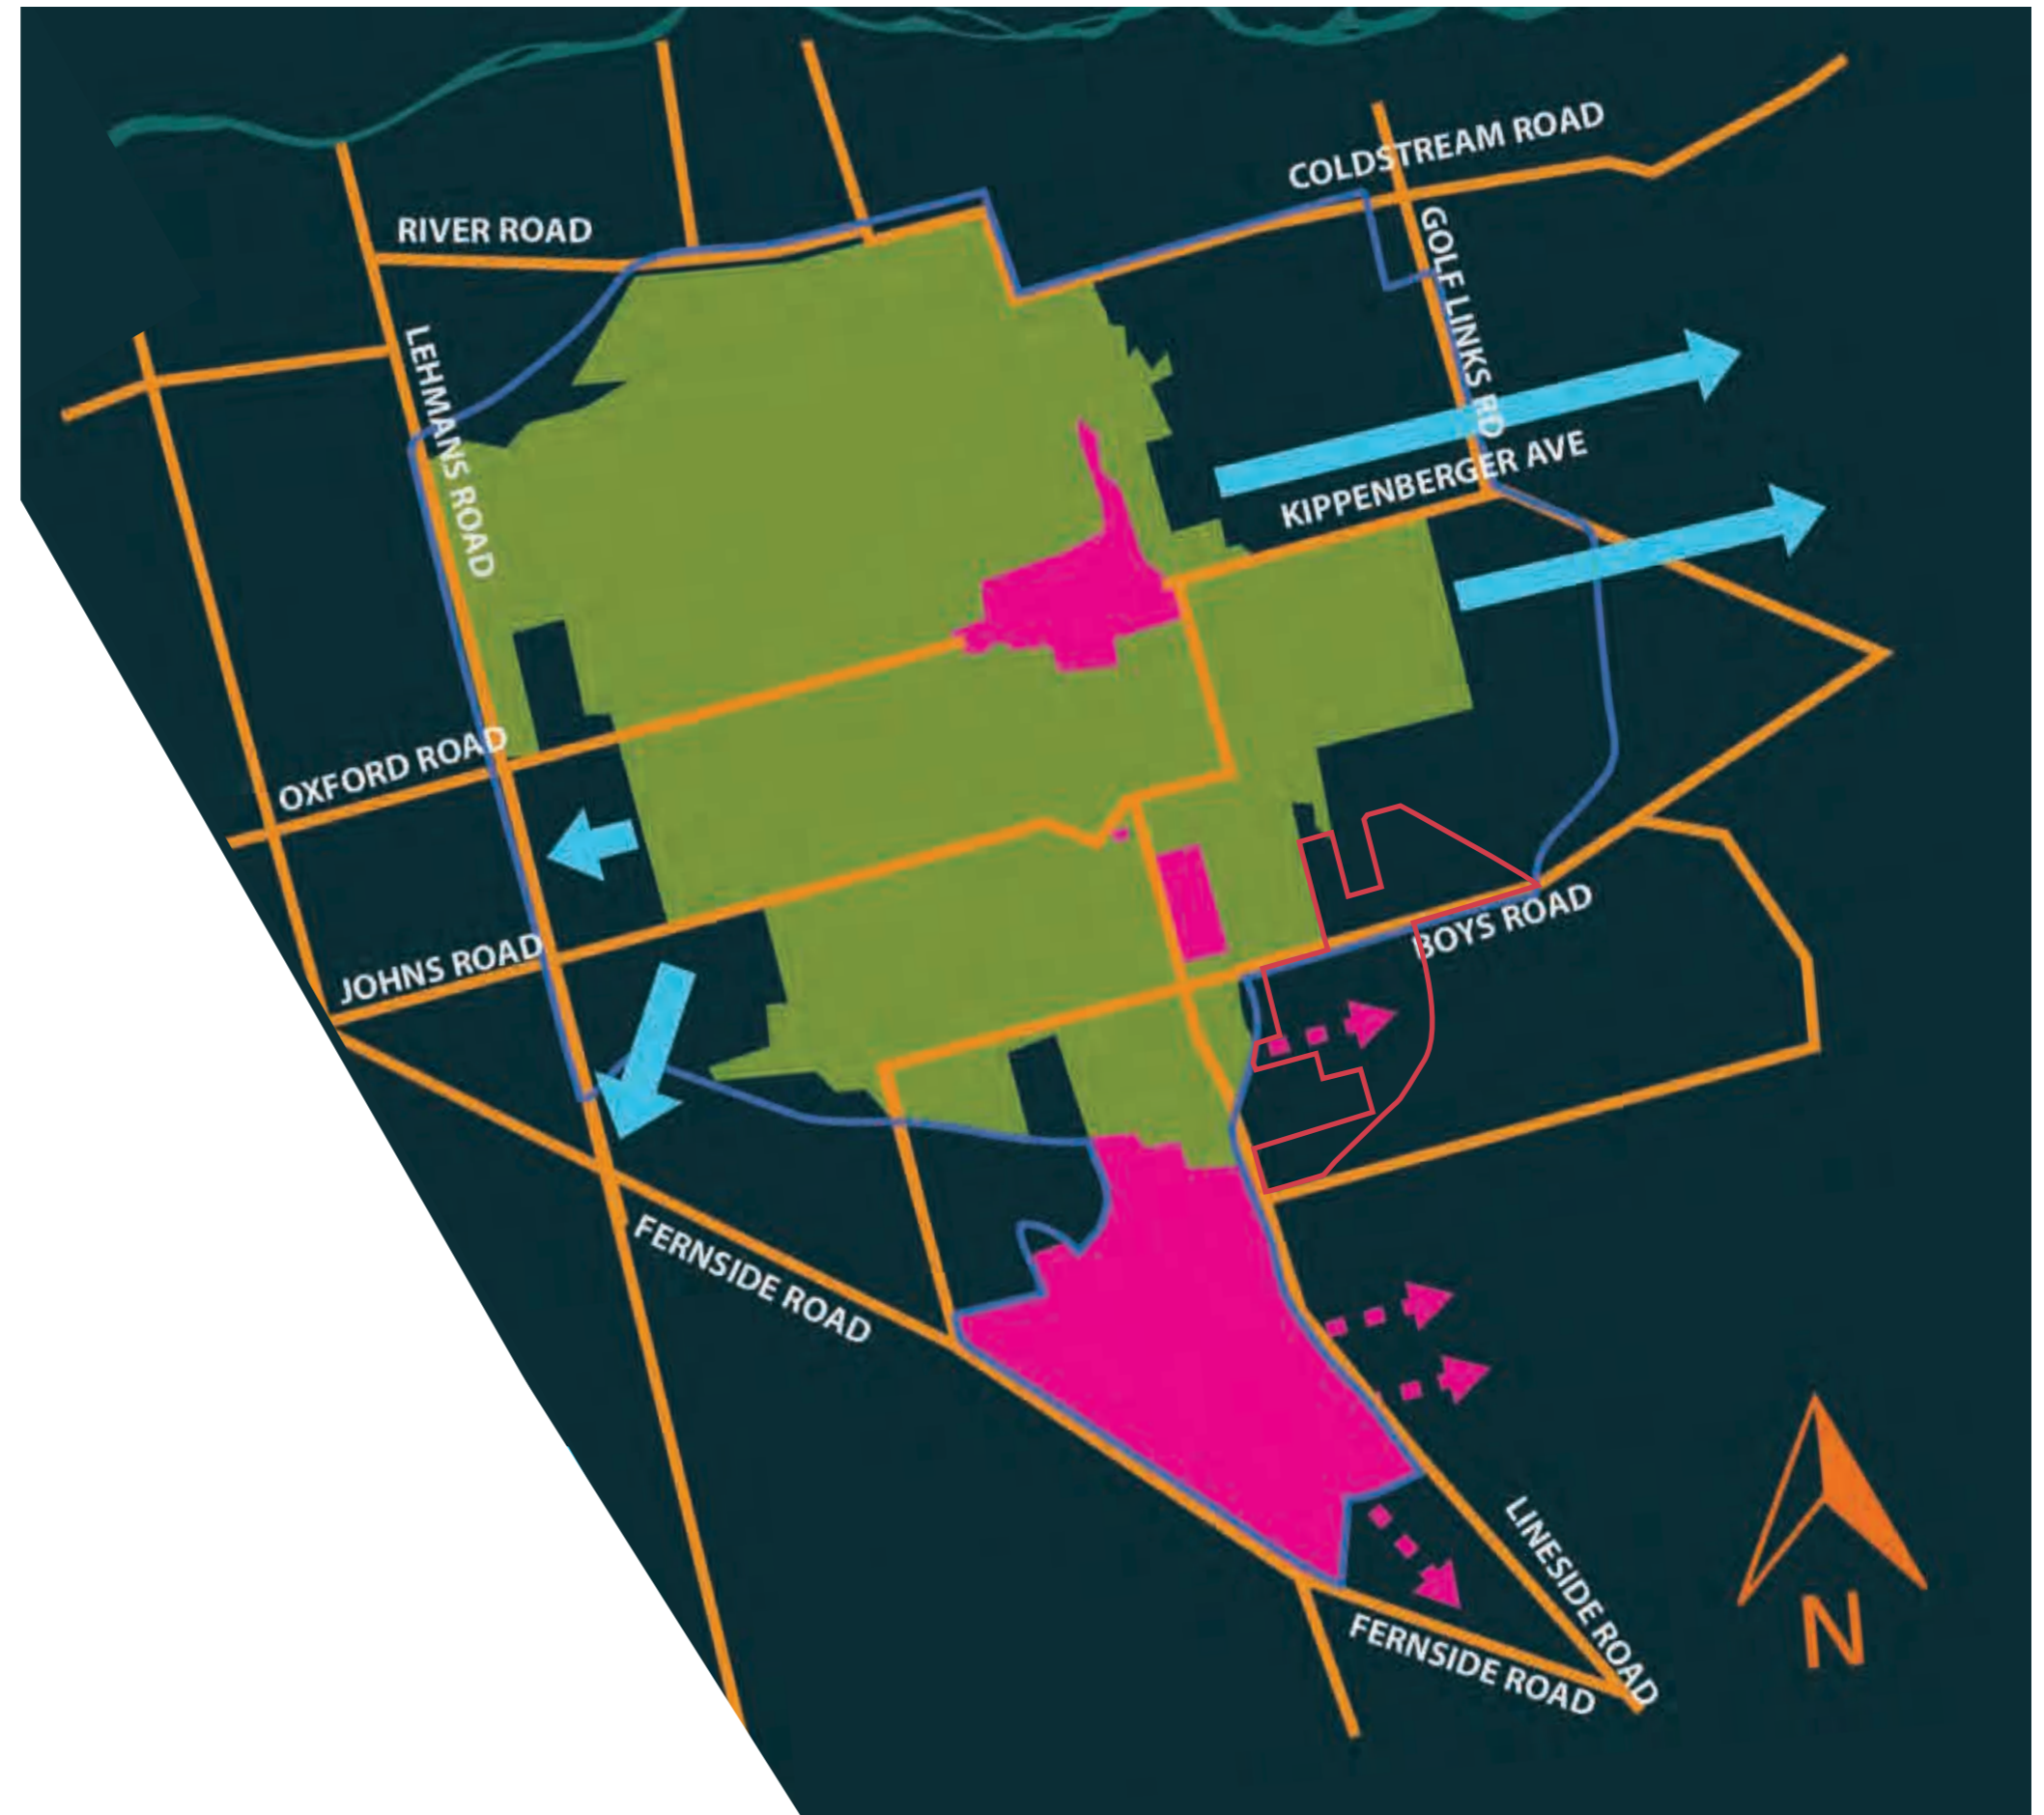 COLDSTREAM ROAD
RIVER ROAD
GOLF LINKS RD
LEHMANS ROAD
KIPPENBERGER AVE
OXFORD ROAD
BOYS ROAD
JOHNS ROAD
FERNSIDE ROAD
LINESIDE ROAD
FERNSIDE ROAD
N